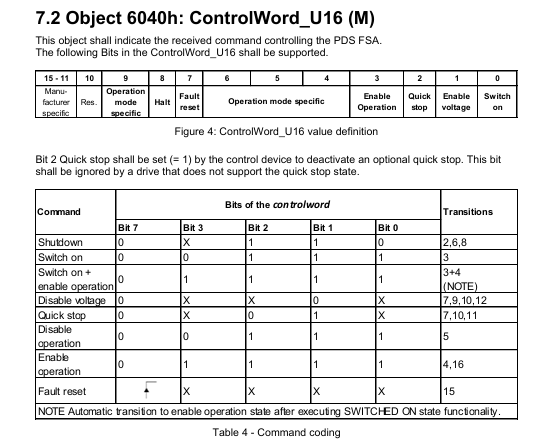 7.2 Object 6040h: ControlWord_U16 (M)
This object shall indicate the received command controlling the PDS FSA.
The following Bits in the ControlWord_U16 shall be supported.
15 - 11 10 9 8 7 6 5 4 3 2 1 0
Manu-facturer specific Res. Operation mode specific Halt Fault reset Operation mode specific Enable Operation Quick stop Enable voltage Switch on
Figure 4: ControlWord_U16 value definition
Bit 2 Quick stop shall be set (= 1) by the control device to deactivate an optional quick stop. This bit
shall be ignored by a drive that does not support the quick stop state.
Command Bits of the controlword Transitions
Bit 7 Bit 3 Bit 2 Bit 1 Bit 0
Shutdown 0 X 1 1 0 2,6,8
Switch on 0 0 1 1 1 3
Switch on + enable operation 0 1 1 1 1 3+4 (NOTE)
Disable voltage 0 X X 0 X 7,9,10,12
Quick stop 0 X 0 1 X 7,10,11
Disable operation 0 0 1 1 1 5
Enable operation 0 1 1 1 1 4,16
Fault reset X X X X 15
NOTE Automatic transition to enable operation state after executing SWITCHED ON state functionality.
Table 4 - Command coding